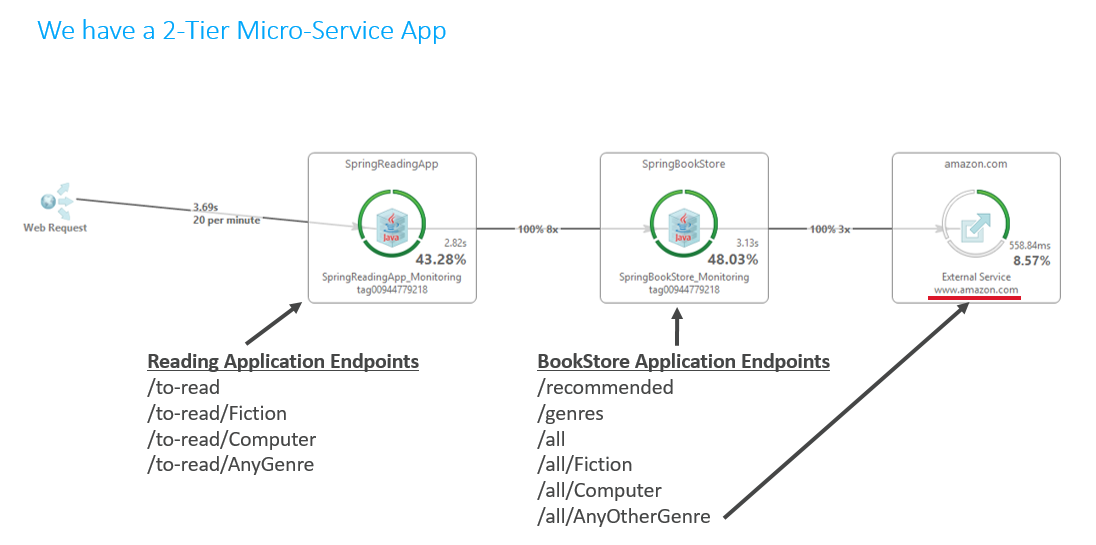 We have a 2-Tier Micro-Service App
Web Request
3.69s
20 per minute
SpringReadingApp
Java
2.82s
43.28%
SpringReadingApp_Monitoring
tag00944779218
100% 8x
SpringBookStore
Java
3.13s
48.03%
SpringBookStore_Monitoring
tag00944779218
100% 3x
amazon.com
558.84ms
8.57%
External Service
www.amazon.com
Reading Application Endpoints
/to-read
/to-read/Fiction
/to-read/Computer
/to-read/AnyGenre
BookStore Application Endpoints
/recommended
/genres
/all
/all/Fiction
/all/Computer
/all/AnyOtherGenre